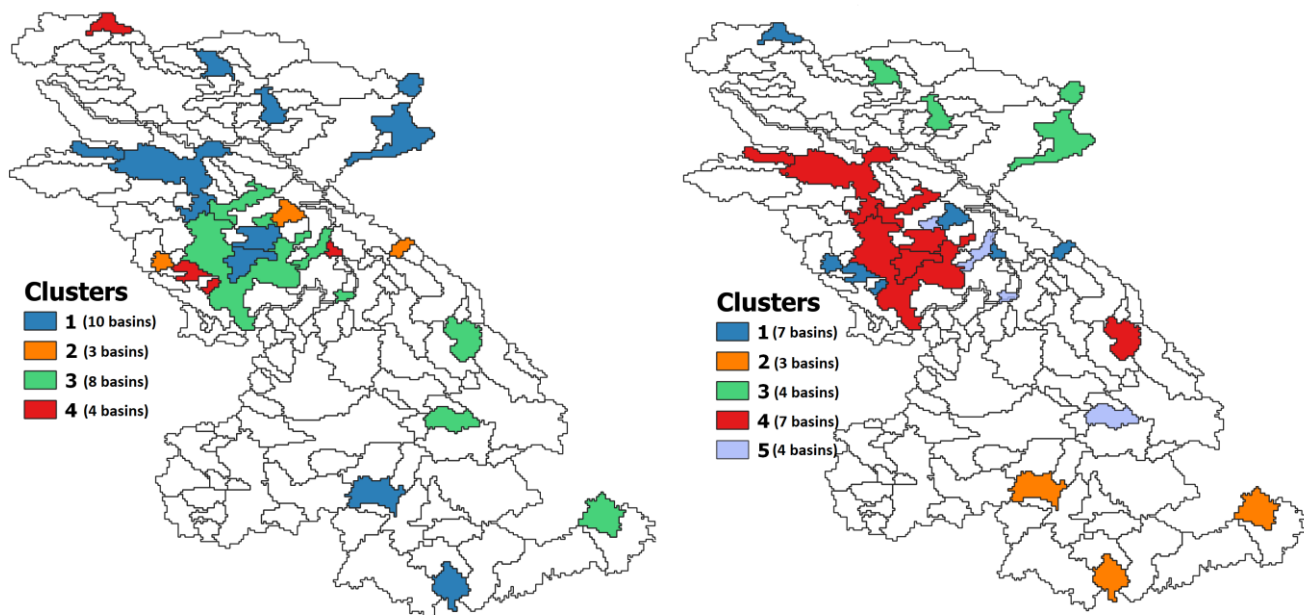 Clusters
1 (10 basins)
2 (3 basins)
3 (8 basins)
4 (4 basins)
Clusters
1 (7 basins)
2 (3 basins)
3 (4 basins)
4 (7 basins)
5 (4 basins)